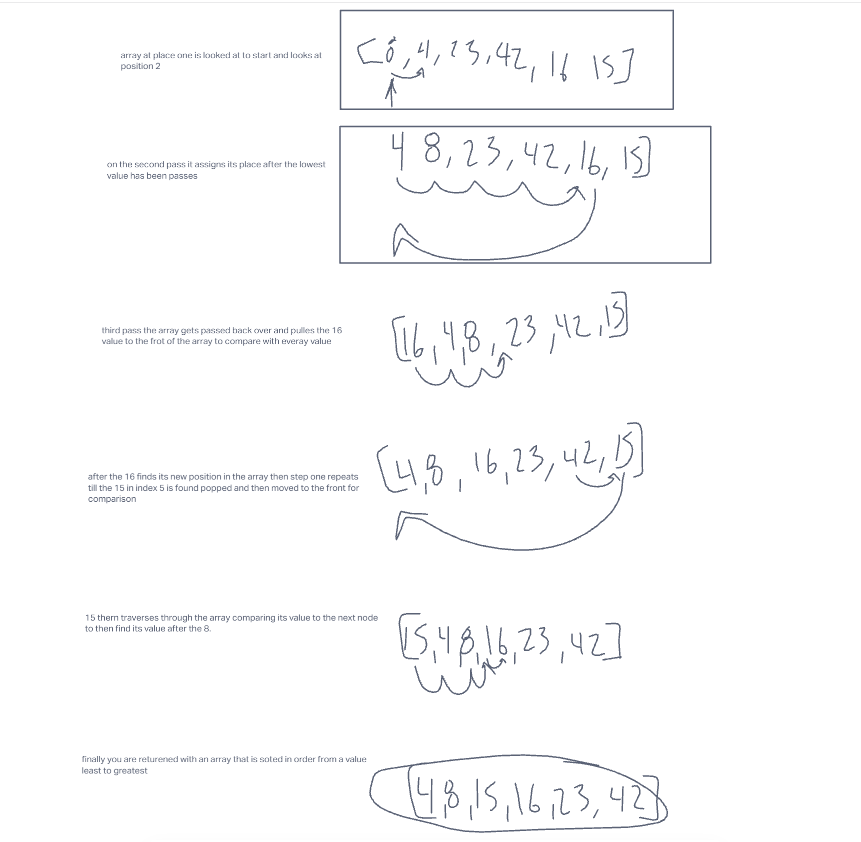 array at place one is looked at to start and looks at
position 2
[8, 4, 23, 42, 16 15]
on the second pass it assigns its place after the lowest
value has been passes
4 8, 23, 42, 16, 15]
third pass the array gets passed back over and pulles the 16
value to the frot of the array to compare with everay value
[16, 4, 8, 23, 42, 15]
after the 16 finds its new position in the array then step one repeats
till the 15 in index 5 is found popped and then moved to the front for
comparison
[4, 8, 16, 23, 42, 15]
15 thern traverses through the array comparing its value to the next node
to then find its value after the 8.
[15, 4 8, 16, 23, 42]
finally you are returened with an array that is soted in order from a value
least to greatest
[4, 8, 15, 16, 23, 42]